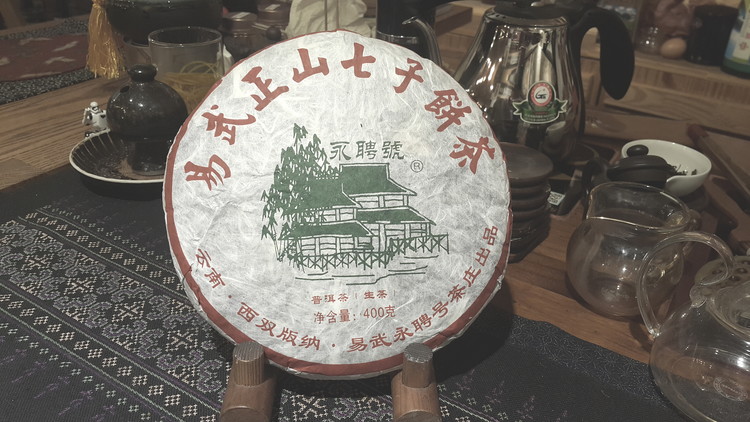 易武正山七子餅茶
永聘號
®
普洱茶|生茶|
净含量：400克
云南·西双版纳·易武永聘号茶庄出品